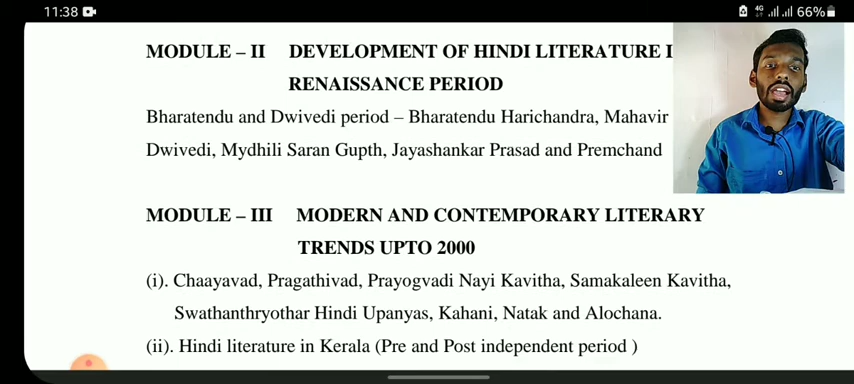 11:38
4G 66%
MODULE – II DEVELOPMENT OF HINDI LITERATURE I
RENAISSANCE PERIOD
Bharatendu and Dwivedi period – Bharatendu Harichandra, Mahavir
Dwivedi, Mydhili Saran Gupth, Jayashankar Prasad and Premchand
MODULE – III MODERN AND CONTEMPORARY LITERARY
TRENDS UPTO 2000
(i). Chaayavad, Pragathivad, Prayogvadi Nayi Kavitha, Samakaleen Kavitha,
Swathanthryothar Hindi Upanyas, Kahani, Natak and Alochana.
(ii). Hindi literature in Kerala (Pre and Post independent period )